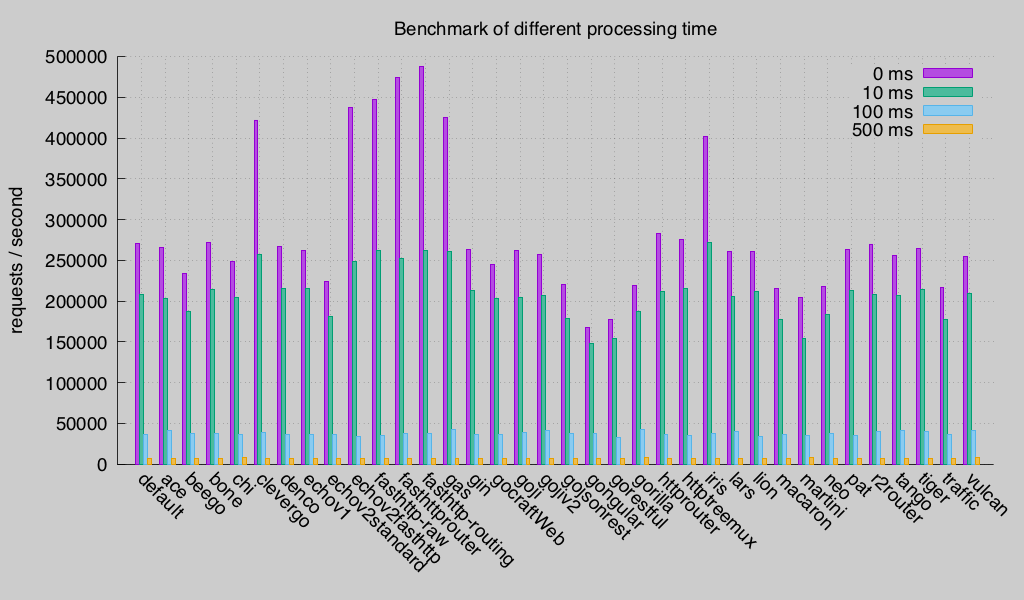 Benchmark of different processing time
0 ms
10 ms
100 ms
500 ms
requests / second
500000
450000
400000
350000
300000
250000
200000
150000
100000
50000
0
default
ace
beego
bone
chi
clevergo
denco
echov1
echov2standard
echov2fasthttp
fasthttp-raw
fasthttprouter
fasthttp-routing
gas
gin
gocraftWeb
goji
gojiv2
gojsonrest
gongular
gorestful
gorilla
httprouter
httptreemux
iris
lars
lion
macaron
martini
neo
pat
r2router
tango
tiger
traffic
vulcan